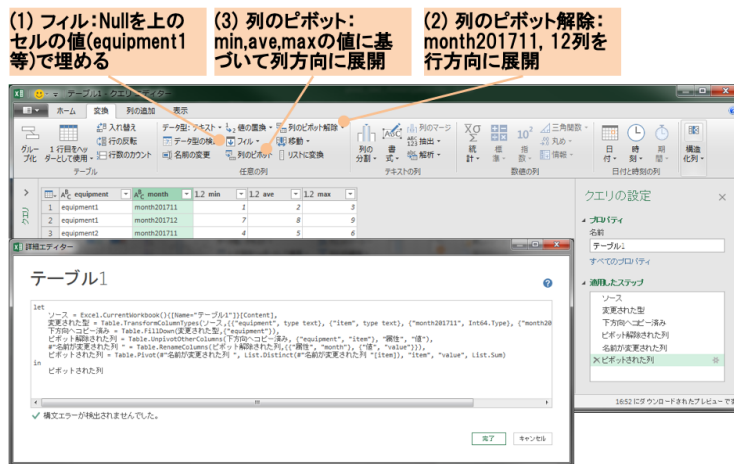 (1) フィル:Nullを上の
セルの値(equipment1
等)で埋める
(3) 列のピボット:
min,ave,maxの値に基
づいて列方向に展開
(2) 列のピボット解除:
month201711, 12列を
行方向に展開
テーブル1 - クエリエディター
ホーム 変換 列の追加 表示
グルー
プ化
1 行目をヘッ
ダーとして使用
入れ替え
行の反転
行数のカウント
テーブル
データ型: テキスト
データ型の検
名前の変更
値の置換
フィル
列のピボット
列のピボット解除
移動
リストに変換
任意の列
列の
分割
書
式
列のマージ
抽出
解析
テキストの列
統
計
標
準
10²
指
数
三角関数
丸め
情報
数値の列
日
付
時
刻
期
間
日付と時刻の列
構造
化列
クエリ
equipment month 1.2 min 1.2 ave 1.2 max
1 equipment1 month201711 1 2 3
2 equipment1 month201712 7 8 9
3 equipment2 month201711 4 5 6
クエリの設定
プロパティ
名前
テーブル1
すべてのプロパティ
適用したステップ
ソース
変更された型
下方向へコピー済み
ピボット解除された列
名前が変更された列
ピボットされた列
16:52 にダウンロードされたプレビューです
詳細エディター
テーブル1
let
ソース = Excel.CurrentWorkbook(){[Name="テーブル1"]}[Content],
変更された型 = Table.TransformColumnTypes(ソース,{{"equipment", type text}, {"item", type text}, {"month201711", Int64.Type}, {"month20
下方向へコピー済み = Table.FillDown(変更された型,{"equipment"}),
ピボット解除された列 = Table.UnpivotOtherColumns(下方向へコピー済み, {"equipment", "item"}, "属性", "値"),
#"名前が変更された列 " = Table.RenameColumns(ピボット解除された列,{{"属性", "month"}, {"値", "value"}}),
ピボットされた列 = Table.Pivot(#"名前が変更された列 ", List.Distinct(#"名前が変更された列 "[item]), "item", "value", List.Sum)
in
ピボットされた列
構文エラーが検出されませんでした。
完了 キャンセル